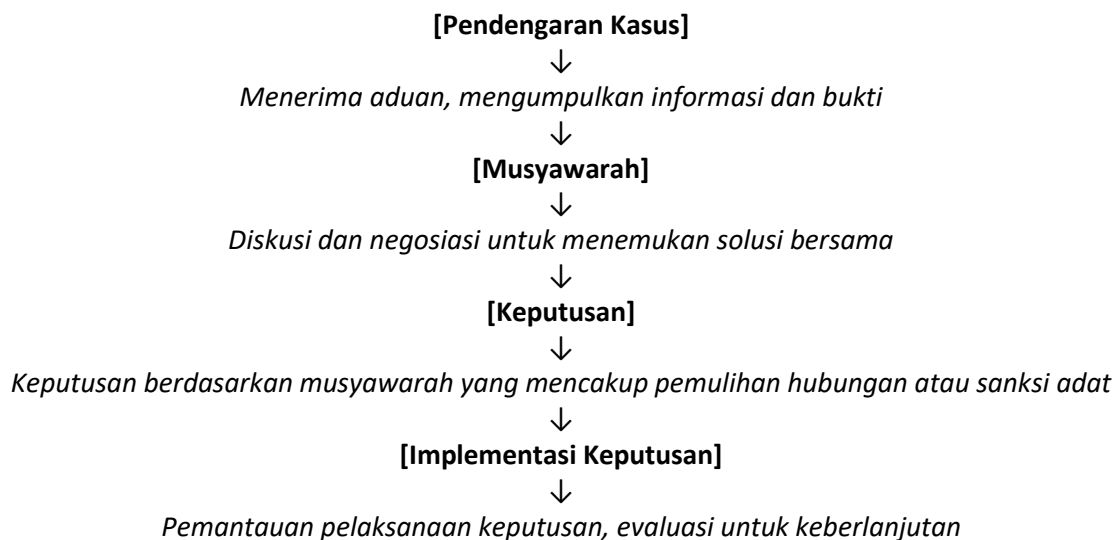 [Pendengaran Kasus]
↓
Menerima aduan, mengumpulkan informasi dan bukti
↓
[Musyawarah]
↓
Diskusi dan negosiasi untuk menemukan solusi bersama
↓
[Keputusan]
↓
Keputusan berdasarkan musyawarah yang mencakup pemulihan hubungan atau sanksi adat
↓
[Implementasi Keputusan]
↓
Pemantauan pelaksanaan keputusan, evaluasi untuk keberlanjutan